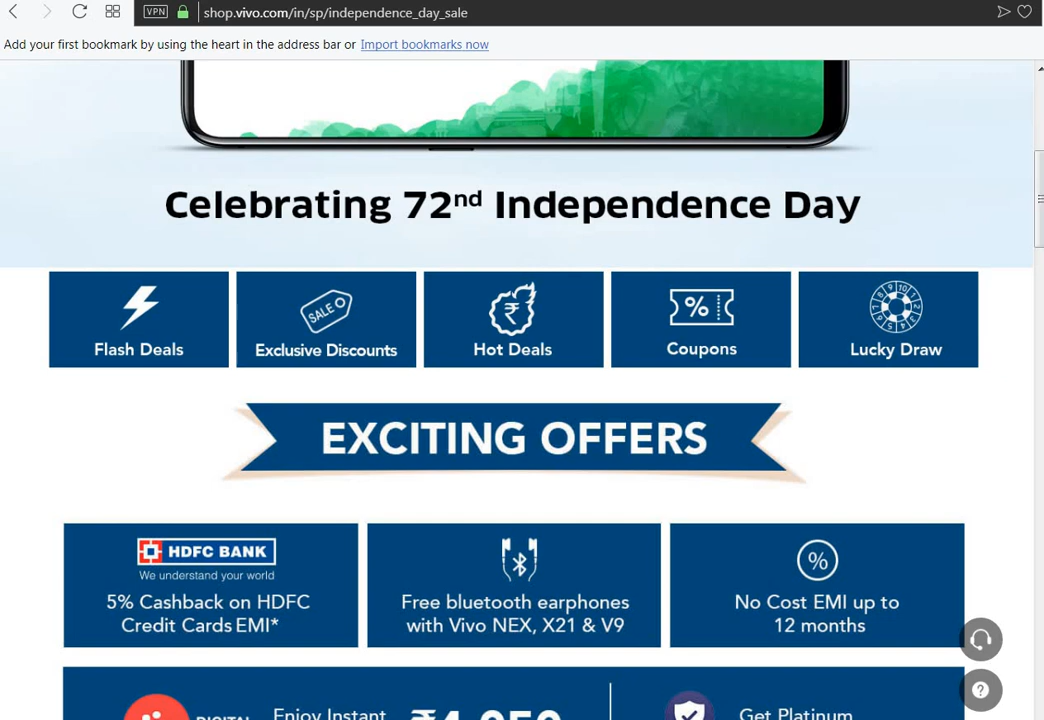 VPN
shop.vivo.com/in/sp/independence_day_sale
Add your first bookmark by using the heart in the address bar or Import bookmarks now
Celebrating 72nd Independence Day
Flash Deals
SALE
Exclusive Discounts
₹
Hot Deals
%
Coupons
Lucky Draw
EXCITING OFFERS
HDFC BANK
We understand your world
5% Cashback on HDFC
Credit Cards EMI*
Free bluetooth earphones
with Vivo NEX, X21 & V9
%
No Cost EMI up to
12 months
?
DIGITAL
Enjoy Instant
₹4,050
Get Platinum